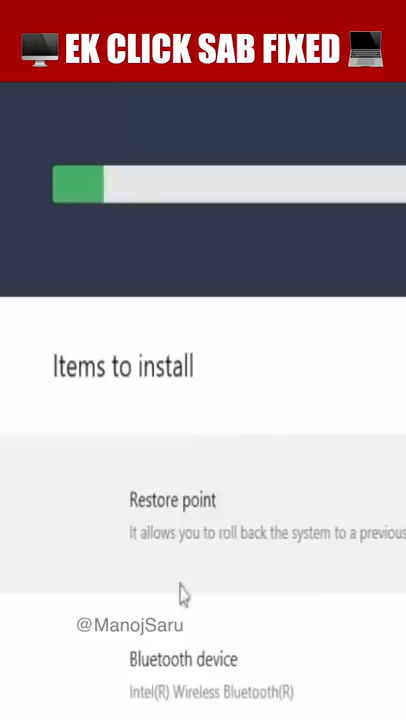 EK CLICK SAB FIXED
Items to install
Restore point
It allows you to roll back the system to a previous
@ManojSaru
Bluetooth device
Intel(R) Wireless Bluetooth(R)